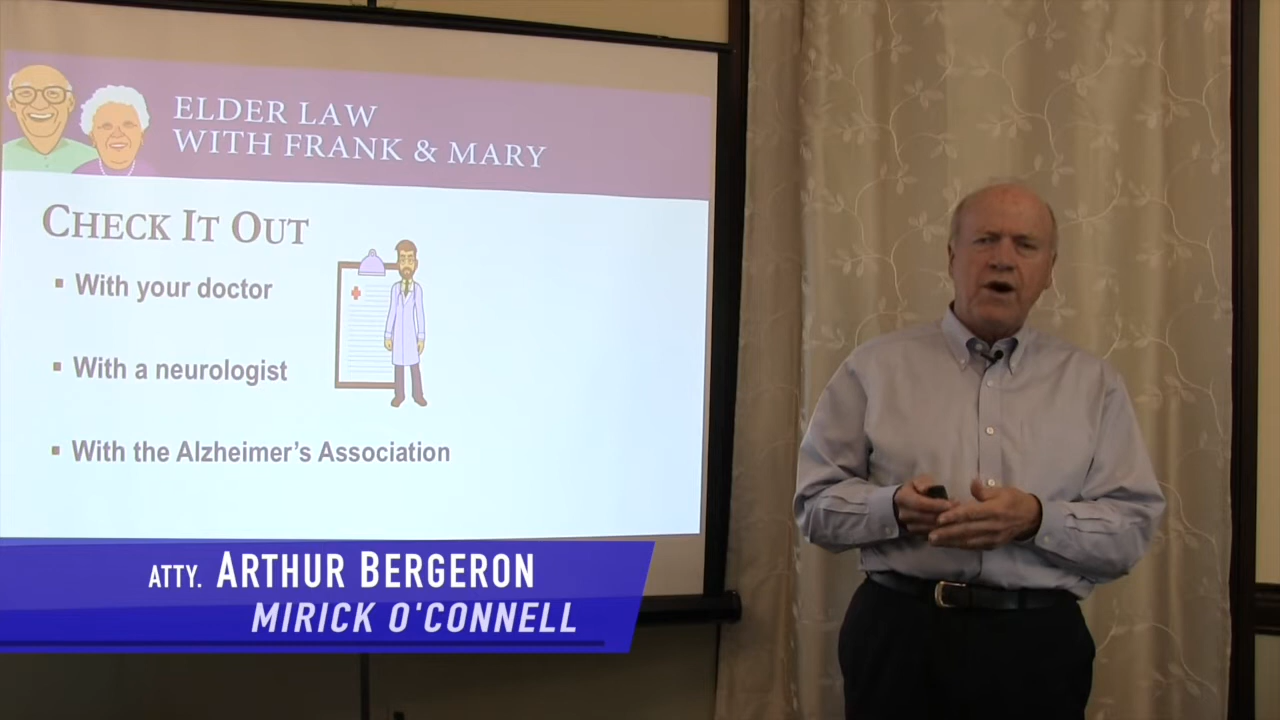 ELDER LAW
WITH FRANK & MARY
CHECK IT OUT
▪ With your doctor
▪ With a neurologist
▪ With the Alzheimer's Association
ATTY. ARTHUR BERGERON
MIRICK O'CONNELL